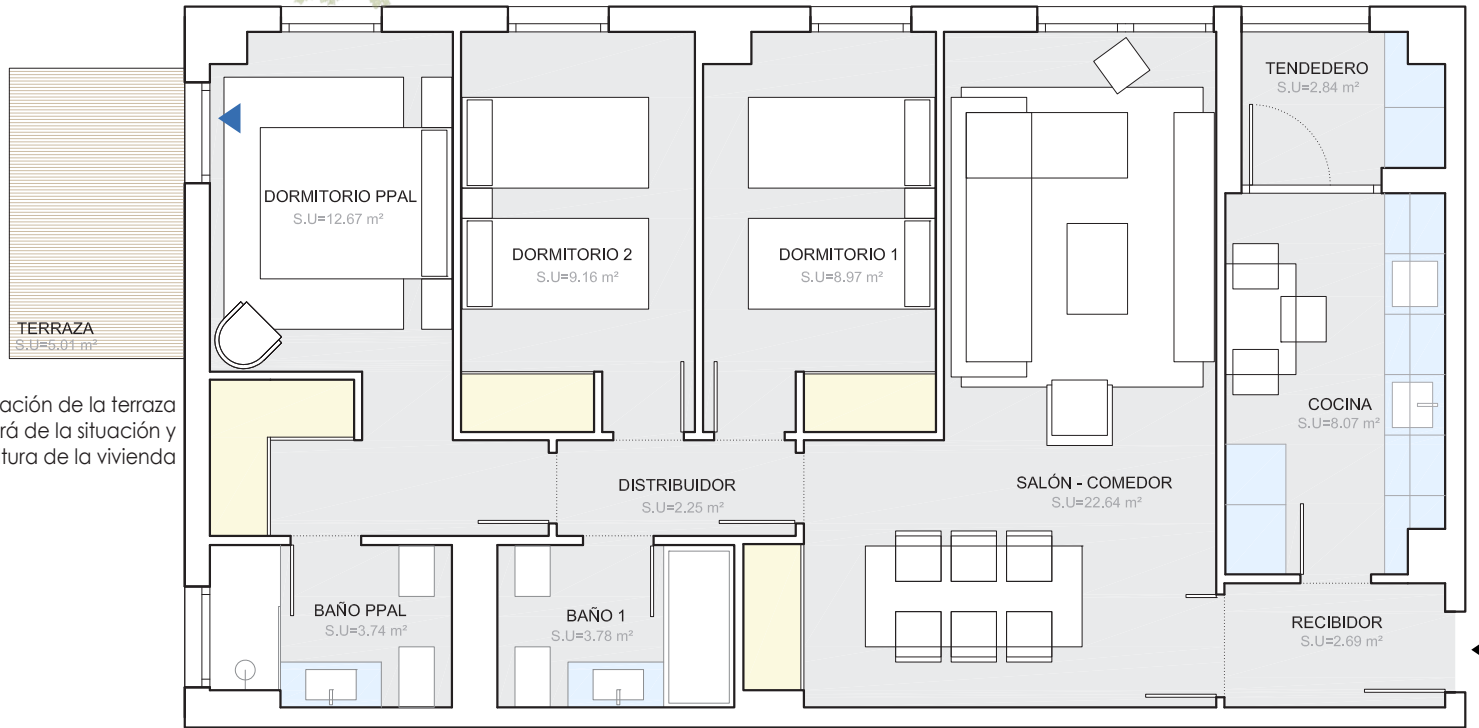 TENDEDERO
S.U=2.84 m²
DORMITORIO PPAL
S.U=12.67 m²
DORMITORIO 2
S.U=9.16 m²
DORMITORIO 1
S.U=8.97 m²
TERRAZA
S.U=5.01 m²
de la terraza
de la situación y
de la vivienda
COCINA
S.U=8.07 m²
DISTRIBUIDOR
S.U=2.25 m²
SALÓN - COMEDOR
S.U=22.64 m²
BAÑO PPAL
S.U=3.74 m²
BAÑO 1
S.U=3.78 m²
RECIBIDOR
S.U=2.69 m²